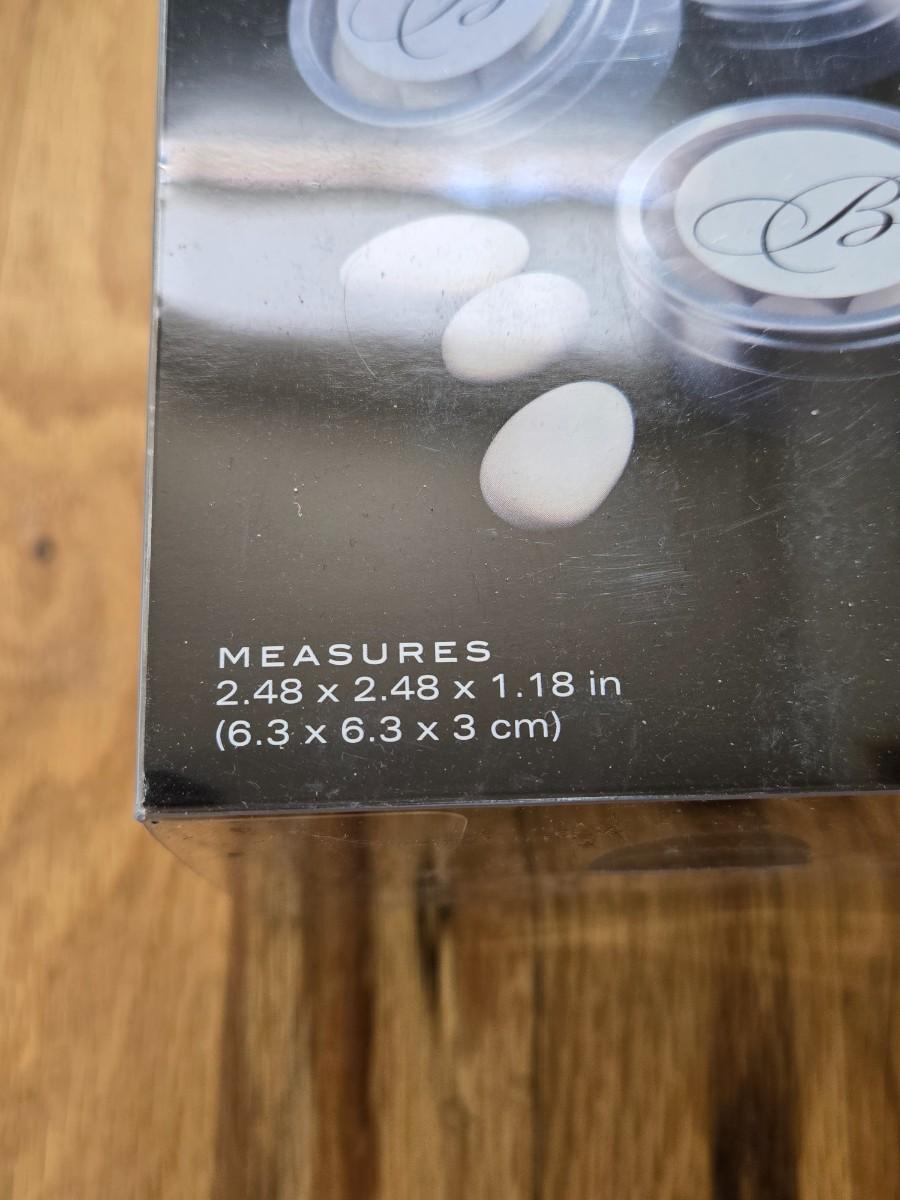 B
B
MEASURES
2.48 x 2.48 x 1.18 in
(6.3 x 6.3 x 3 cm)